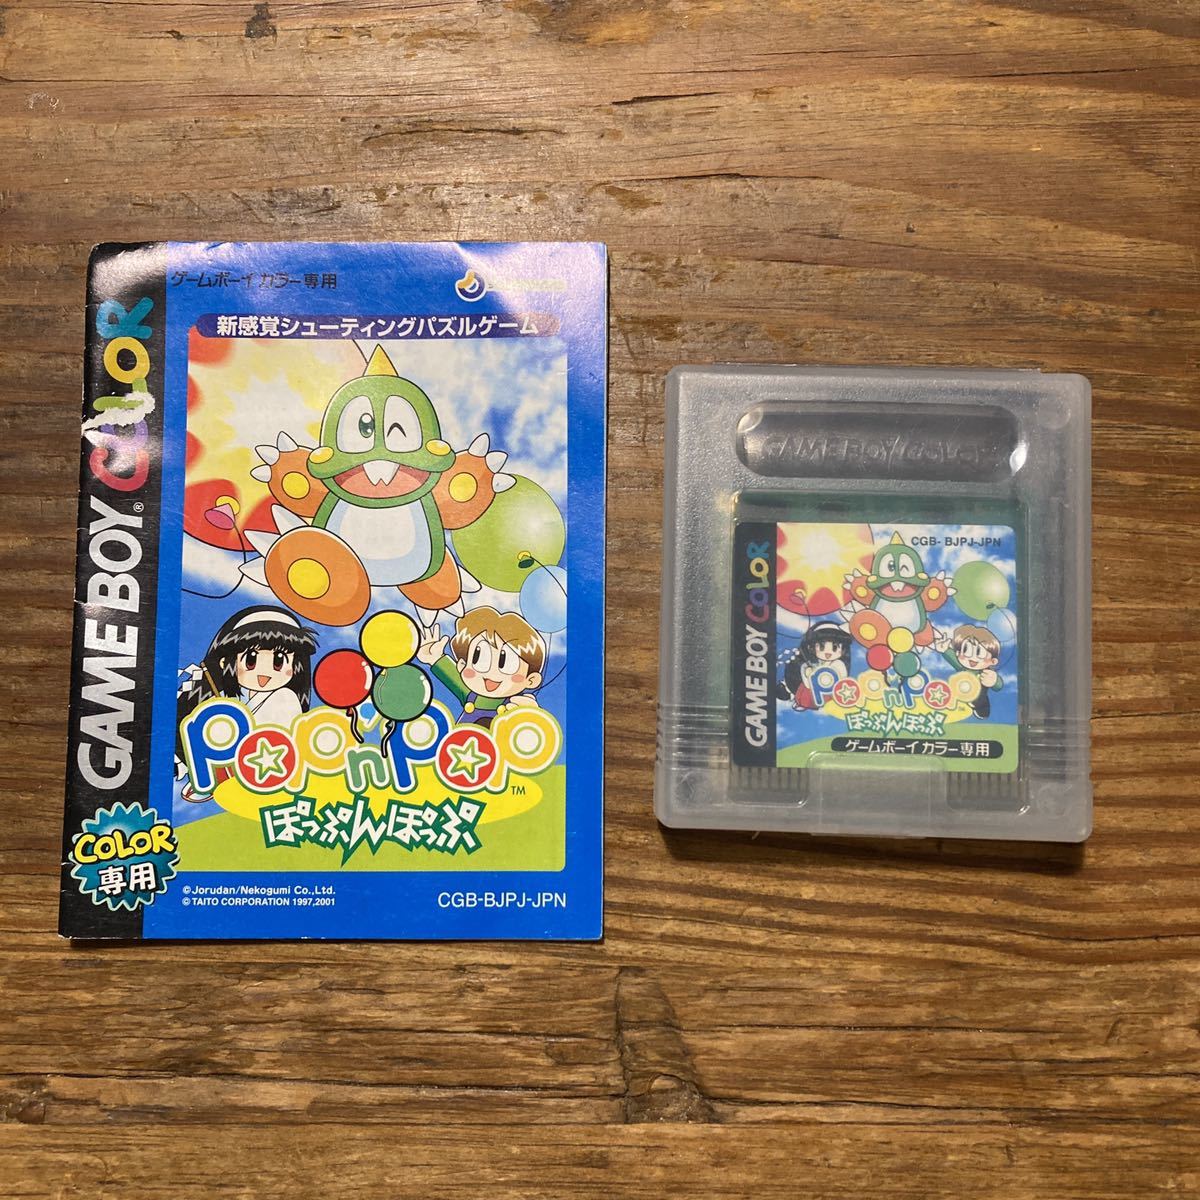 ゲームボーイ カラー専用
新感覚シューティングパズルゲーム
GAME BOY® COLOR
Pop'n Pop™
ぽっぷんぽっぷ
COLOR
専用
©Jorudan/Nekogumi Co.,Ltd.
©TAITO CORPORATION 1997,2001
CGB-BJPJ-JPN
GAME BOY COLOR
CGB-BJPJ-JPN
GAME BOY COLOR
Pop'n Pop
ぽっぷんぽっぷ
ゲームボーイ カラー専用